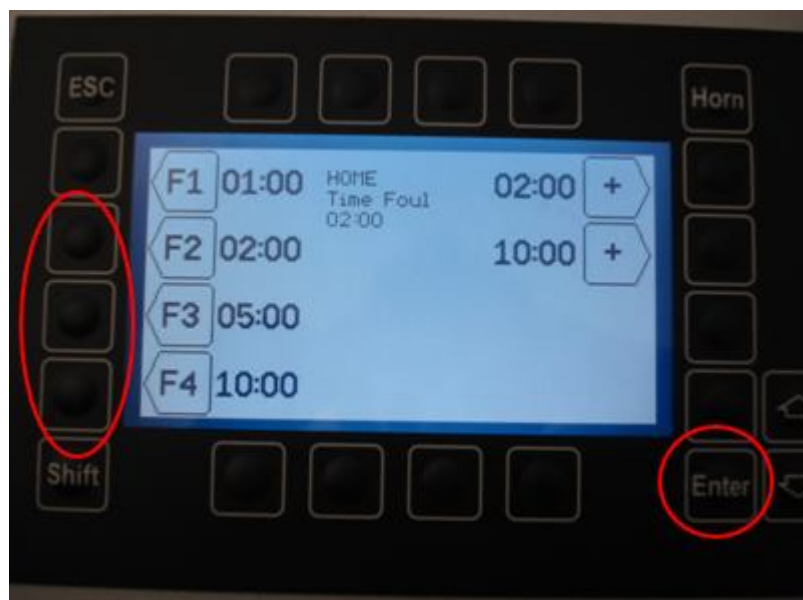 ESC
Horn
F1 01:00
HOME
02:00 +
Time Foul
02:00
F2 02:00
10:00 +
F3 05:00
F4 10:00
Shift
Enter